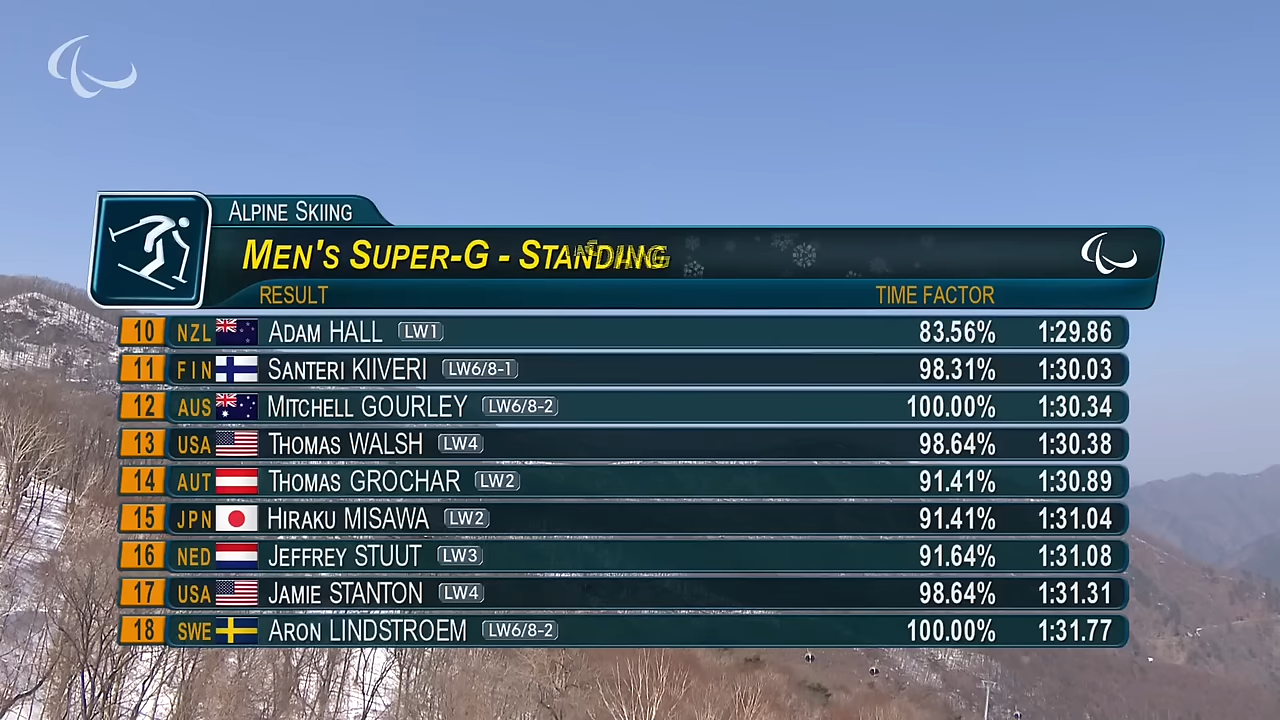 ALPINE SKIING
MEN'S SUPER-G - STANDING
RESULT TIME FACTOR
10 NZL ADAM HALL LW1 83.56% 1:29.86
11 FIN SANTERI KIIVERI LW6/8-1 98.31% 1:30.03
12 AUS MITCHELL GOURLEY LW6/8-2 100.00% 1:30.34
13 USA THOMAS WALSH LW4 98.64% 1:30.38
14 AUT THOMAS GROCHAR LW2 91.41% 1:30.89
15 JPN HIRAKU MISAWA LW2 91.41% 1:31.04
16 NED JEFFREY STUUT LW3 91.64% 1:31.08
17 USA JAMIE STANTON LW4 98.64% 1:31.31
18 SWE ARON LINDSTROEM LW6/8-2 100.00% 1:31.77